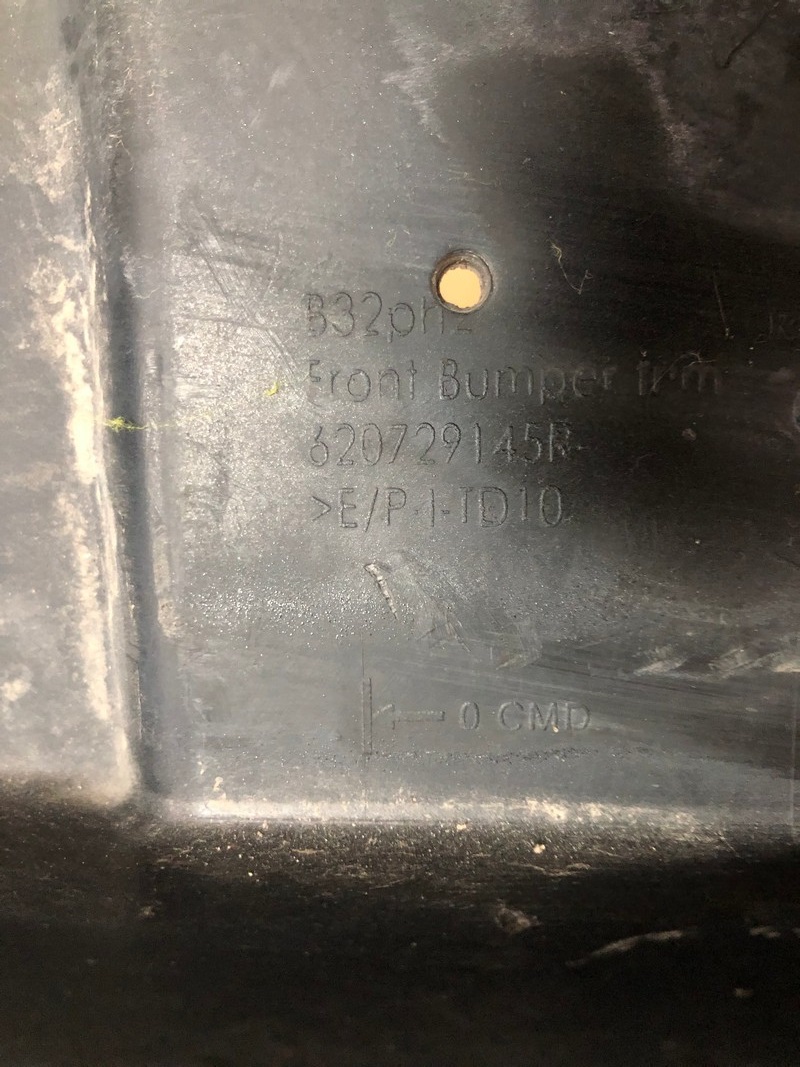 B32ph2
Front Bumper trim
620729145R
>E/P-I-TD10
0 CMD